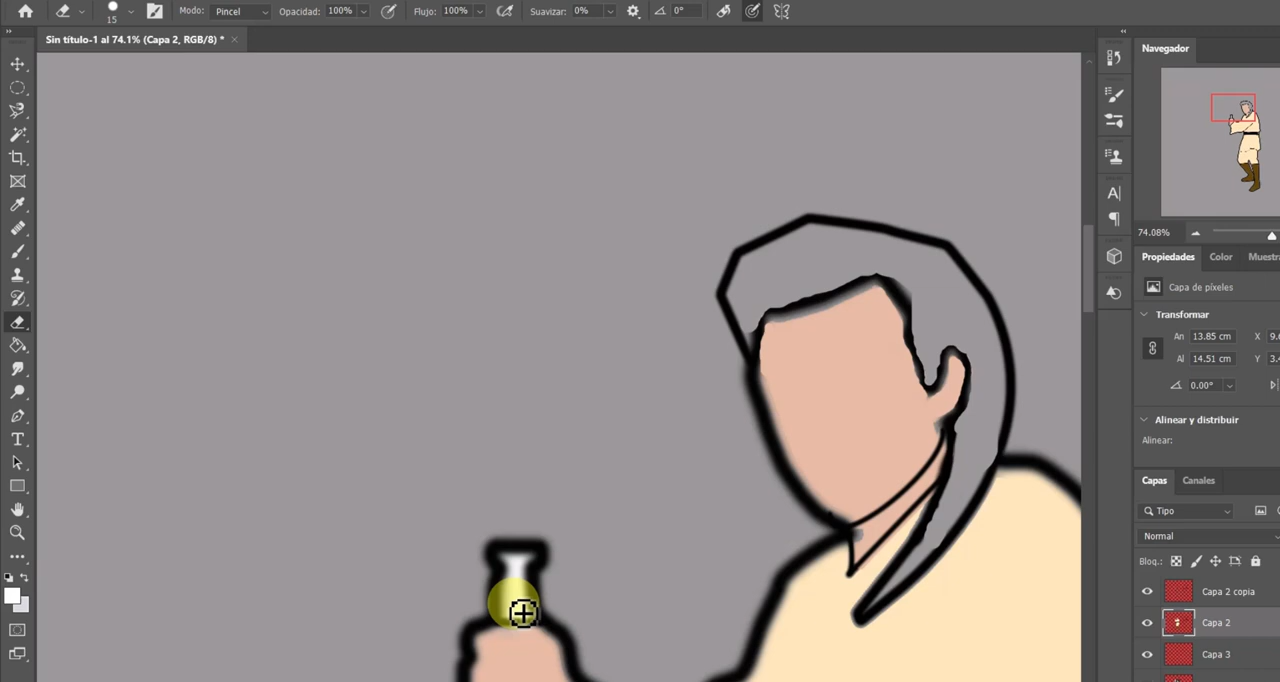 Modo: Pincel Opacidad: 100% Flujo: 100% Suavizar: 0% 0°
15
Sin título-1 al 74.1% (Capa 2, RGB/8) * ×
Navegador
74.08%
Propiedades Color
Capa de píxeles
Transformar
An 13.85 cm X
Al 14.51 cm Y
0.00°
Alinear y distribuir
Alinear:
Capas Canales
Tipo
Normal
Bloq.:
Capa 2 copia
Capa 2
Capa 3